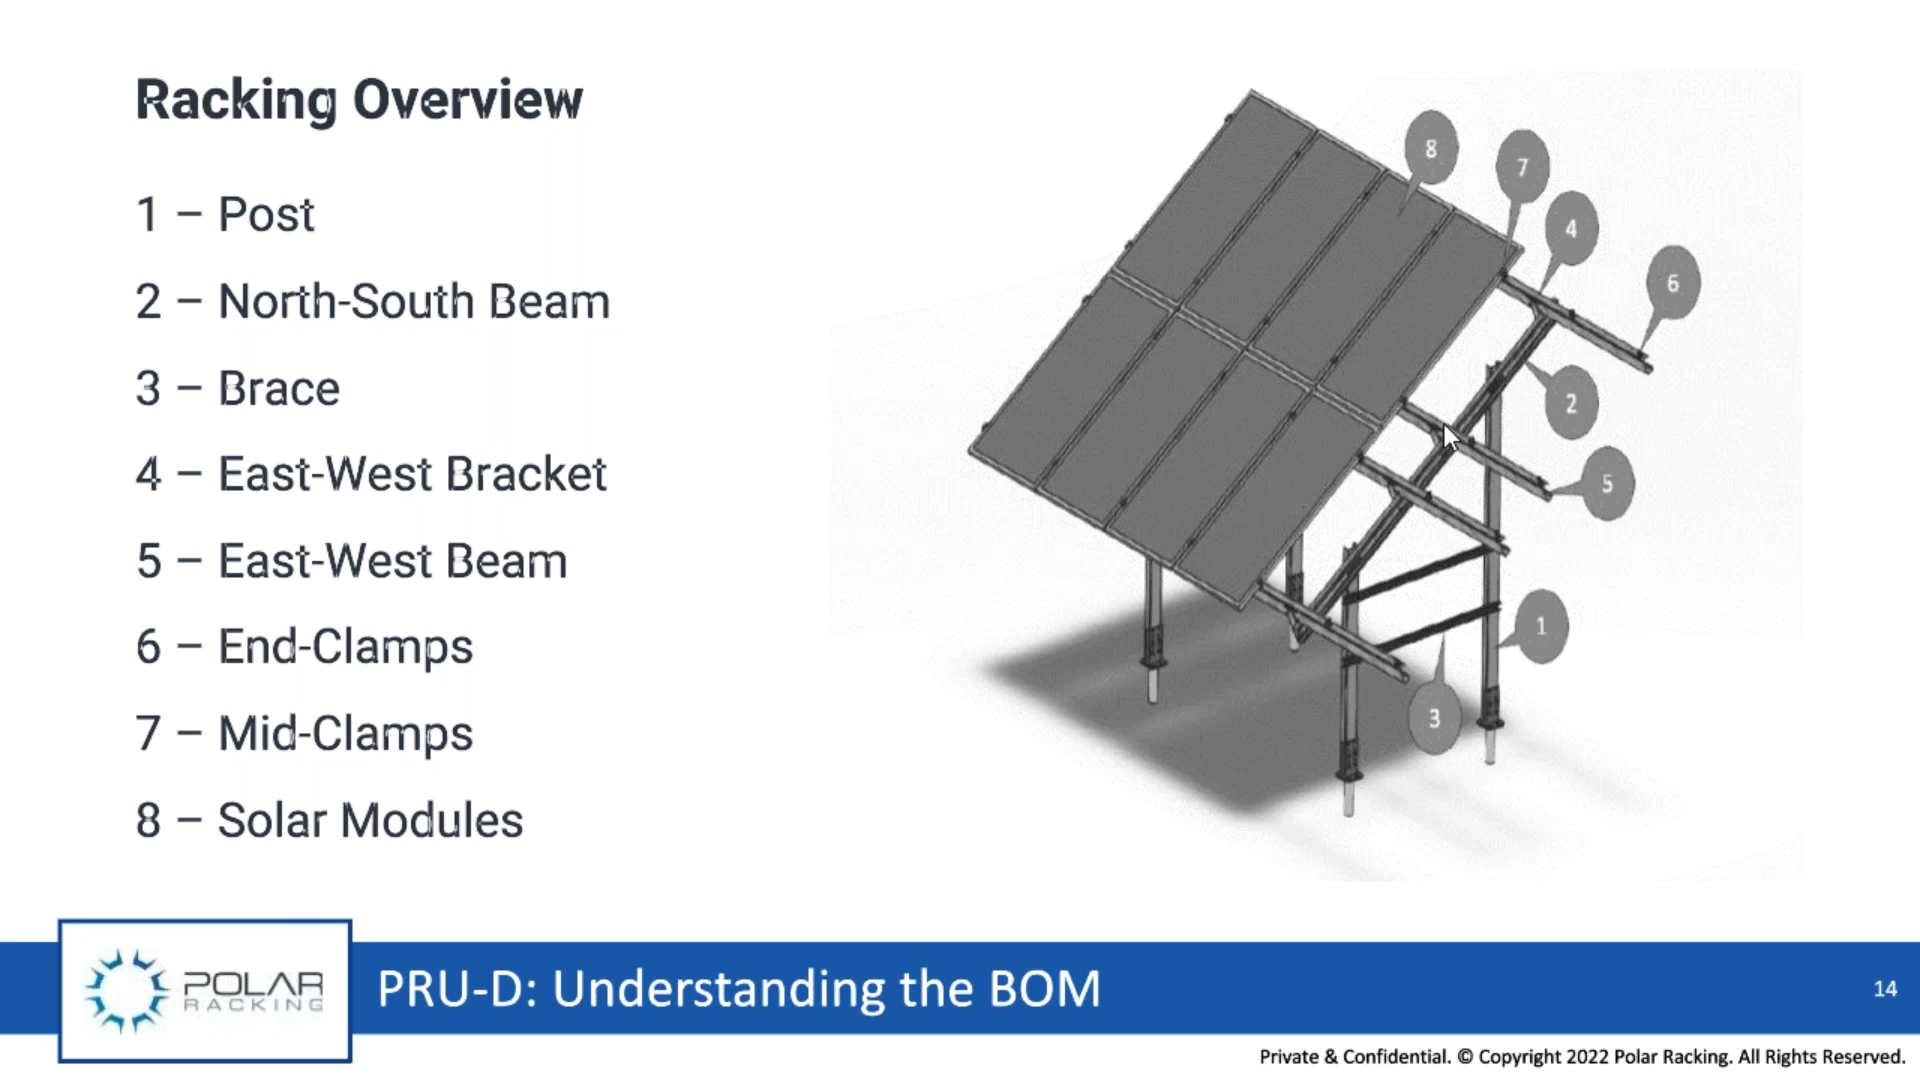 Racking Overview
1 – Post
2 – North-South Beam
3 – Brace
4 – East-West Bracket
5 – East-West Beam
6 – End-Clamps
7 – Mid-Clamps
8 – Solar Modules
8
7
4
6
2
5
1
3
POLAR
RACKING
PRU-D: Understanding the BOM
14
Private & Confidential. © Copyright 2022 Polar Racking. All Rights Reserved.